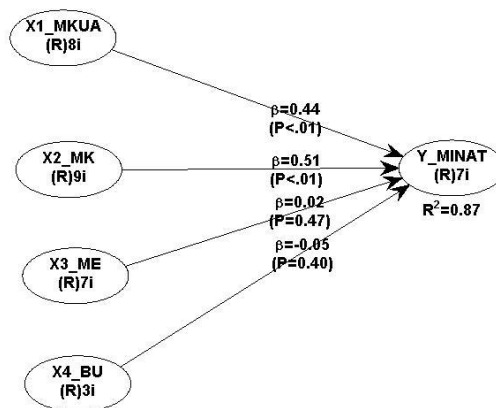 X1_MKUA
(R)8i
β=0.44
(P<.01)
X2_MK
(R)9i
β=0.51
(P<.01)
Y_MINAT
(R)7i
R²=0.87
β=0.02
(P=0.47)
X3_ME
(R)7i
β=-0.05
(P=0.40)
X4_BU
(R)3i